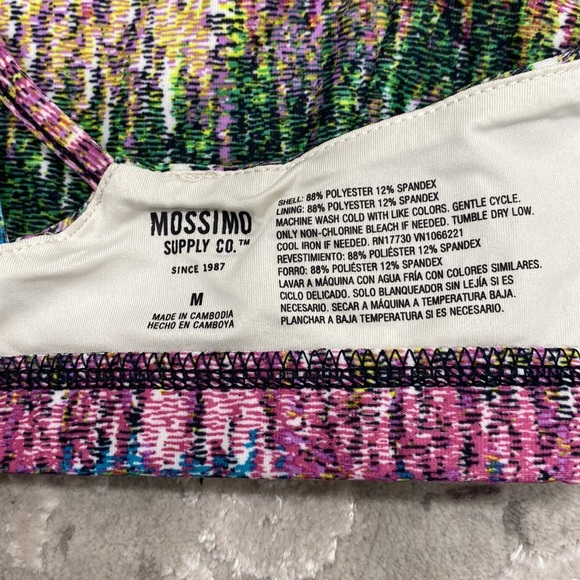 MOSSIMO
SUPPLY CO.™
SINCE 1987
M
MADE IN CAMBODIA
HECHO EN CAMBOYA
SHELL: 88% POLYESTER 12% SPANDEX
LINING: 88% POLYESTER 12% SPANDEX
MACHINE WASH COLD WITH LIKE COLORS. GENTLE CYCLE.
ONLY NON-CHLORINE BLEACH IF NEEDED. TUMBLE DRY LOW.
COOL IRON IF NEEDED. RN17730 VN1066221
REVESTIMIENTO: 88% POLIÉSTER 12% SPANDEX
FORRO: 88% POLIÉSTER 12% SPANDEX
LAVAR A MÁQUINA CON AGUA FRÍA CON COLORES SIMILARES.
CICLO DELICADO. SOLO BLANQUEADOR SIN LEJÍA SI ES
NECESARIO. SECAR A MÁQUINA A TEMPERATURA BAJA.
PLANCHAR A BAJA TEMPERATURA SI ES NECESARIO.